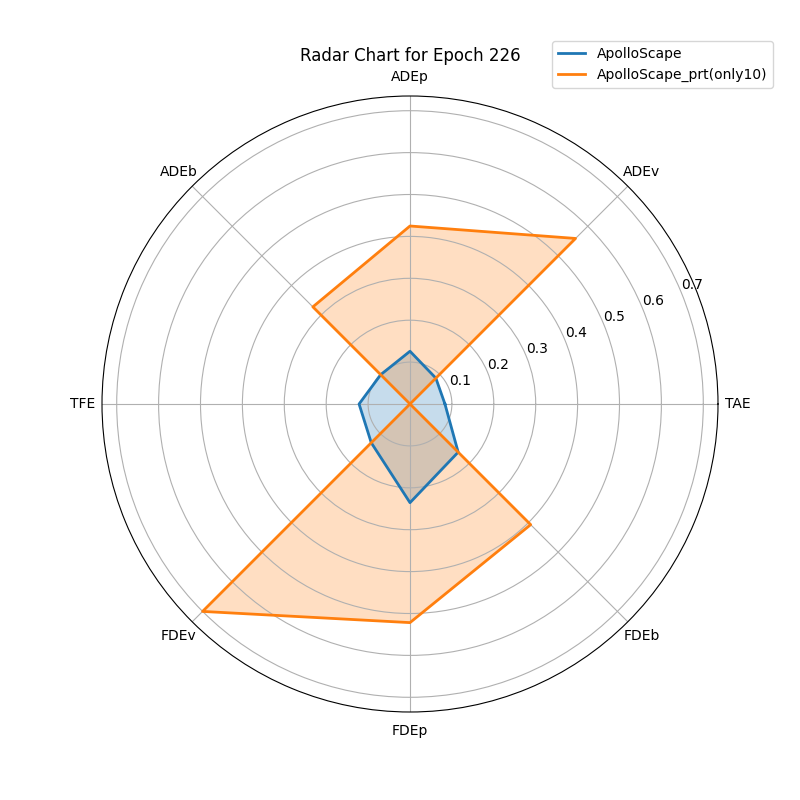 Radar Chart for Epoch 226
ApolloScape
ApolloScape_prt(only10)
ADEp
ADEb
ADEv
0.7
0.6
0.5
0.4
0.3
0.2
0.1
TFE
TAE
FDEv
FDEb
FDEp